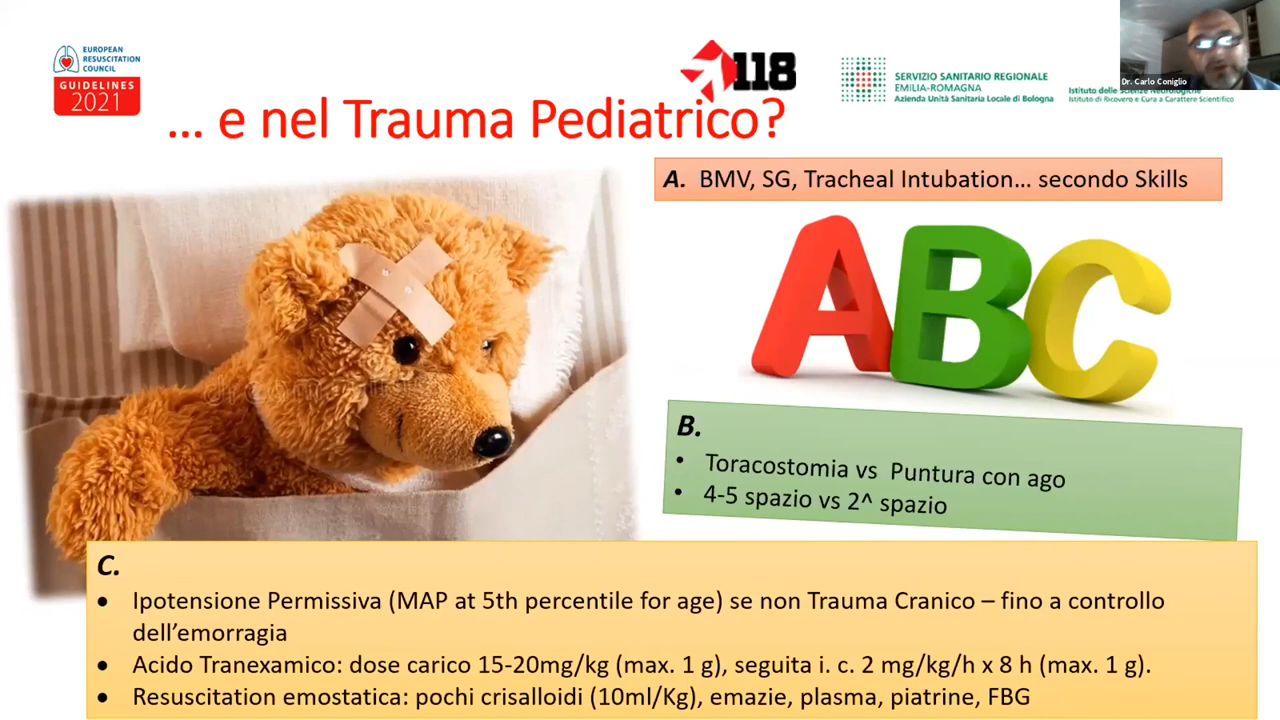 EUROPEAN
RESUSCITATION
COUNCIL
GUIDELINES
2021
118
SERVIZIO SANITARIO REGIONALE
EMILIA-ROMAGNA
Azienda Unità Sanitaria Locale di Bologna
Istituto delle Scienze Neurologiche
Istituto di Ricovero e Cura a Carattere Scientifico
Dr. Carlo Coniglio
... e nel Trauma Pediatrico?
A. BMV, SG, Tracheal Intubation... secondo Skills
ABC
B.
• Toracostomia vs Puntura con ago
• 4-5 spazio vs 2^ spazio
C.
• Ipotensione Permissiva (MAP at 5th percentile for age) se non Trauma Cranico – fino a controllo
dell'emorragia
• Acido Tranexamico: dose carico 15-20mg/kg (max. 1 g), seguita i. c. 2 mg/kg/h x 8 h (max. 1 g).
• Resuscitation emostatica: pochi crisalloidi (10ml/Kg), emazie, plasma, piatrine, FBG